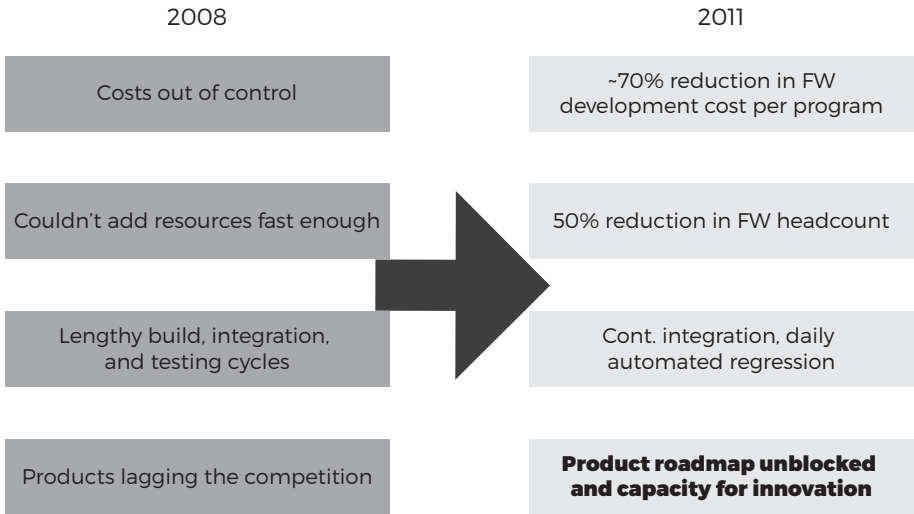 2008
2011
Costs out of control
~70% reduction in FW
development cost per program
Couldn’t add resources fast enough
50% reduction in FW headcount
Lengthy build, integration,
and testing cycles
Cont. integration, daily
automated regression
Products lagging the competition
Product roadmap unblocked
and capacity for innovation